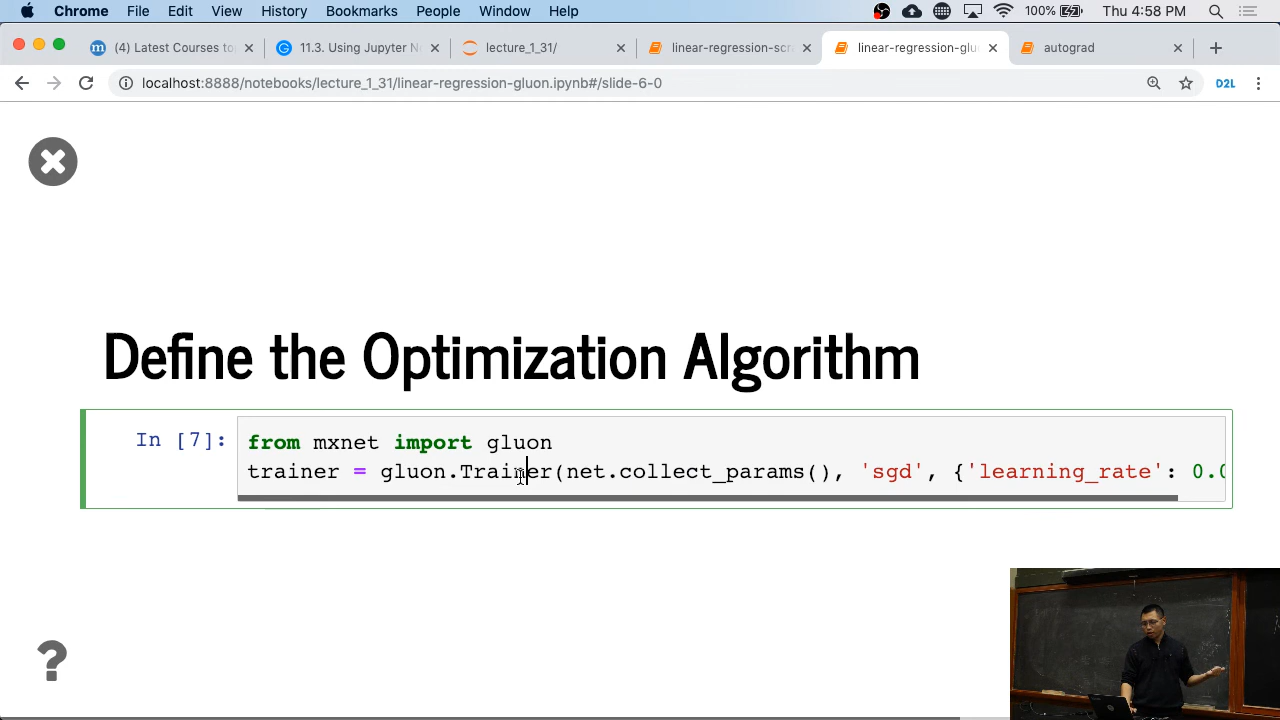 Chrome File Edit View History Bookmarks People Window Help 100% Thu 4:58 PM
(4) Latest Courses to 11.3. Using Jupyter N lecture_1_31/ linear-regression-scr linear-regression-glu autograd
localhost:8888/notebooks/lecture_1_31/linear-regression-gluon.ipynb#/slide-6-0 D2L
Define the Optimization Algorithm
In [7]: from mxnet import gluon
trainer = gluon.Trainer(net.collect_params(), 'sgd', {'learning_rate': 0.0
?